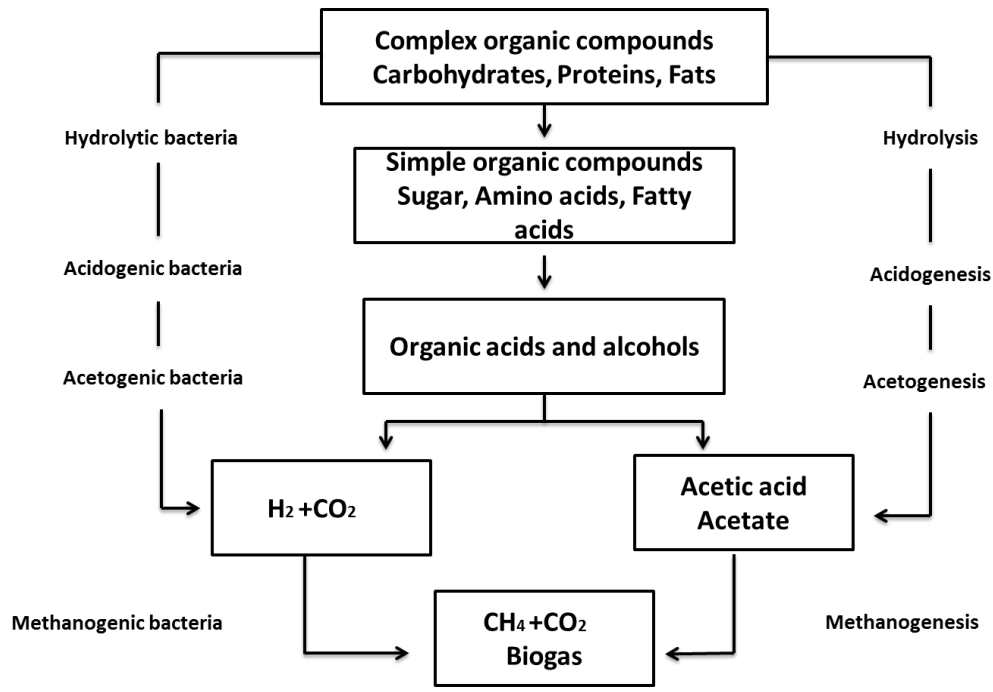 Complex organic compounds
Carbohydrates, Proteins, Fats
Hydrolytic bacteria
Hydrolysis
Simple organic compounds
Sugar, Amino acids, Fatty
acids
Acidogenic bacteria
Acidogenesis
Organic acids and alcohols
Acetogenic bacteria
Acetogenesis
H₂ +CO₂
Acetic acid
Acetate
Methanogenic bacteria
Methanogenesis
CH₄ +CO₂
Biogas